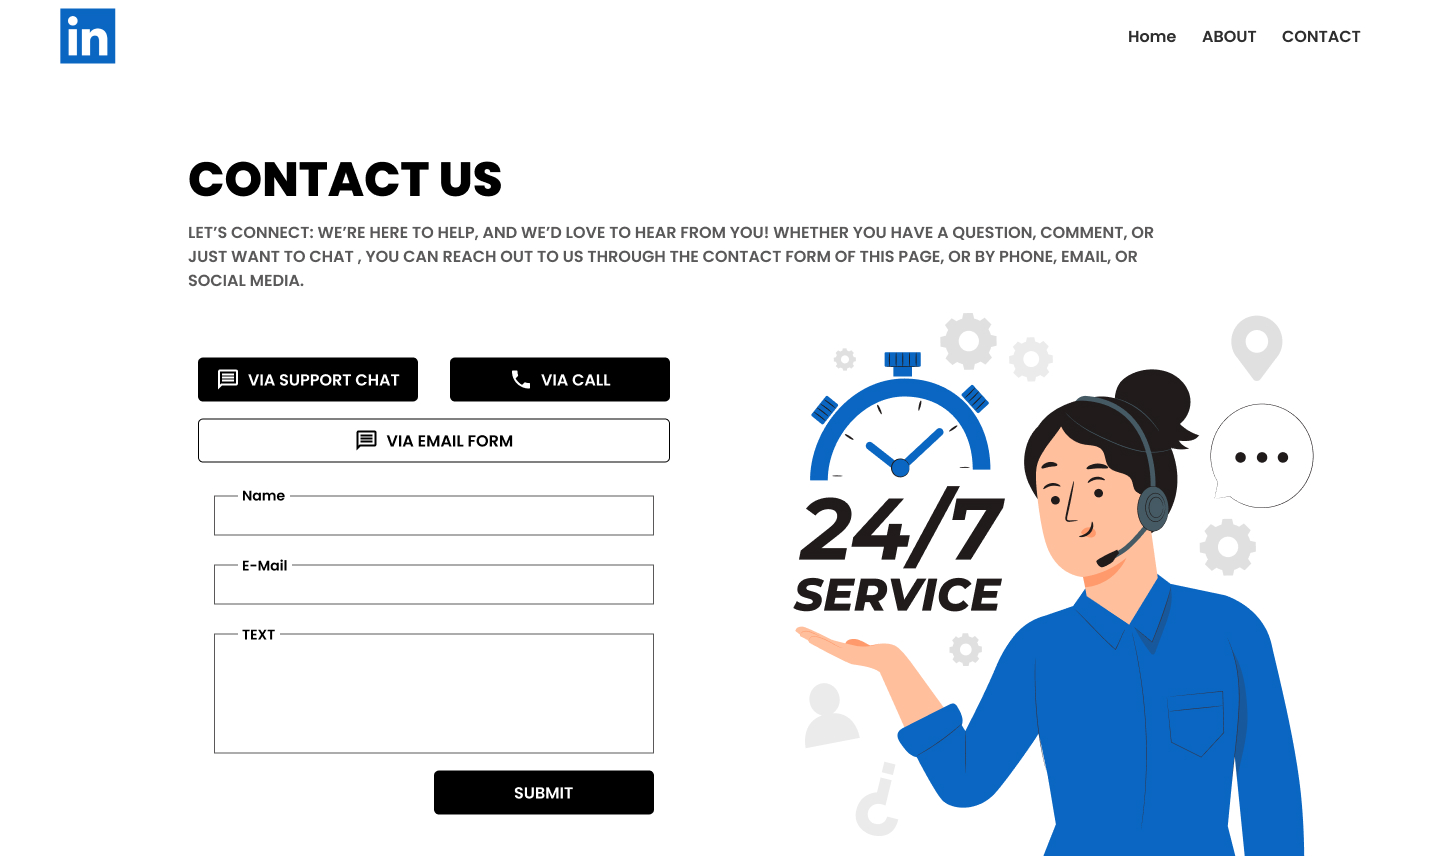 in
Home ABOUT CONTACT
CONTACT US
LET’S CONNECT: WE’RE HERE TO HELP, AND WE’D LOVE TO HEAR FROM YOU! WHETHER YOU HAVE A QUESTION, COMMENT, OR
JUST WANT TO CHAT , YOU CAN REACH OUT TO US THROUGH THE CONTACT FORM OF THIS PAGE, OR BY PHONE, EMAIL, OR
SOCIAL MEDIA.
VIA SUPPORT CHAT
VIA CALL
VIA EMAIL FORM
Name
E-Mail
TEXT
SUBMIT
24/7
SERVICE